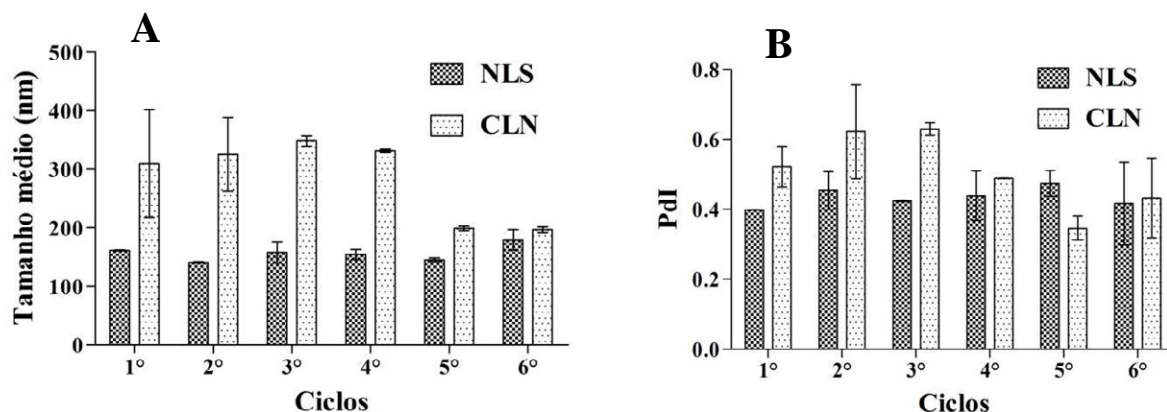 A
Tamanho médio (nm)
500
400
300
200
100
0
NLS
CLN
1° 2° 3° 4° 5° 6°
Ciclos
B
PdI
0.8
0.6
0.4
0.2
0.0
NLS
CLN
1° 2° 3° 4° 5° 6°
Ciclos